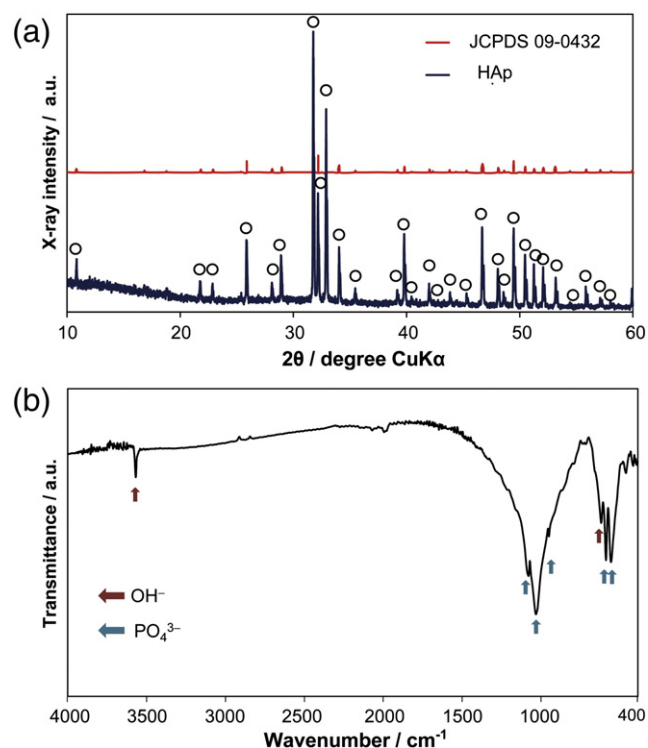 (a)
JCPDS 09-0432
HAp
X-ray intensity / a.u.
10 20 30 40 50 60
2θ / degree CuKα
(b)
Transmittance / a.u.
OH⁻
PO₄³⁻
4000 3500 3000 2500 2000 1500 1000 400
Wavenumber / cm⁻¹